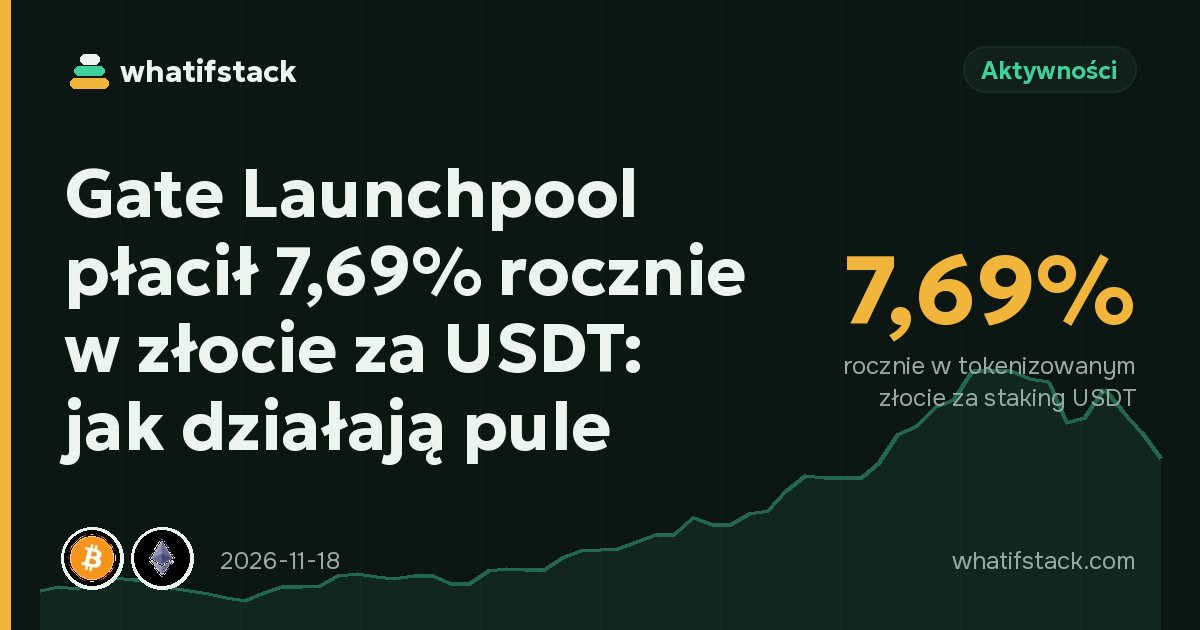 whatifstack
Aktywności
Gate Launchpool
płacił 7,69% rocznie
w złocie za USDT:
jak działają pule
7,69%
rocznie w tokenizowanym
złocie za staking USDT
2026-11-18
whatifstack.com